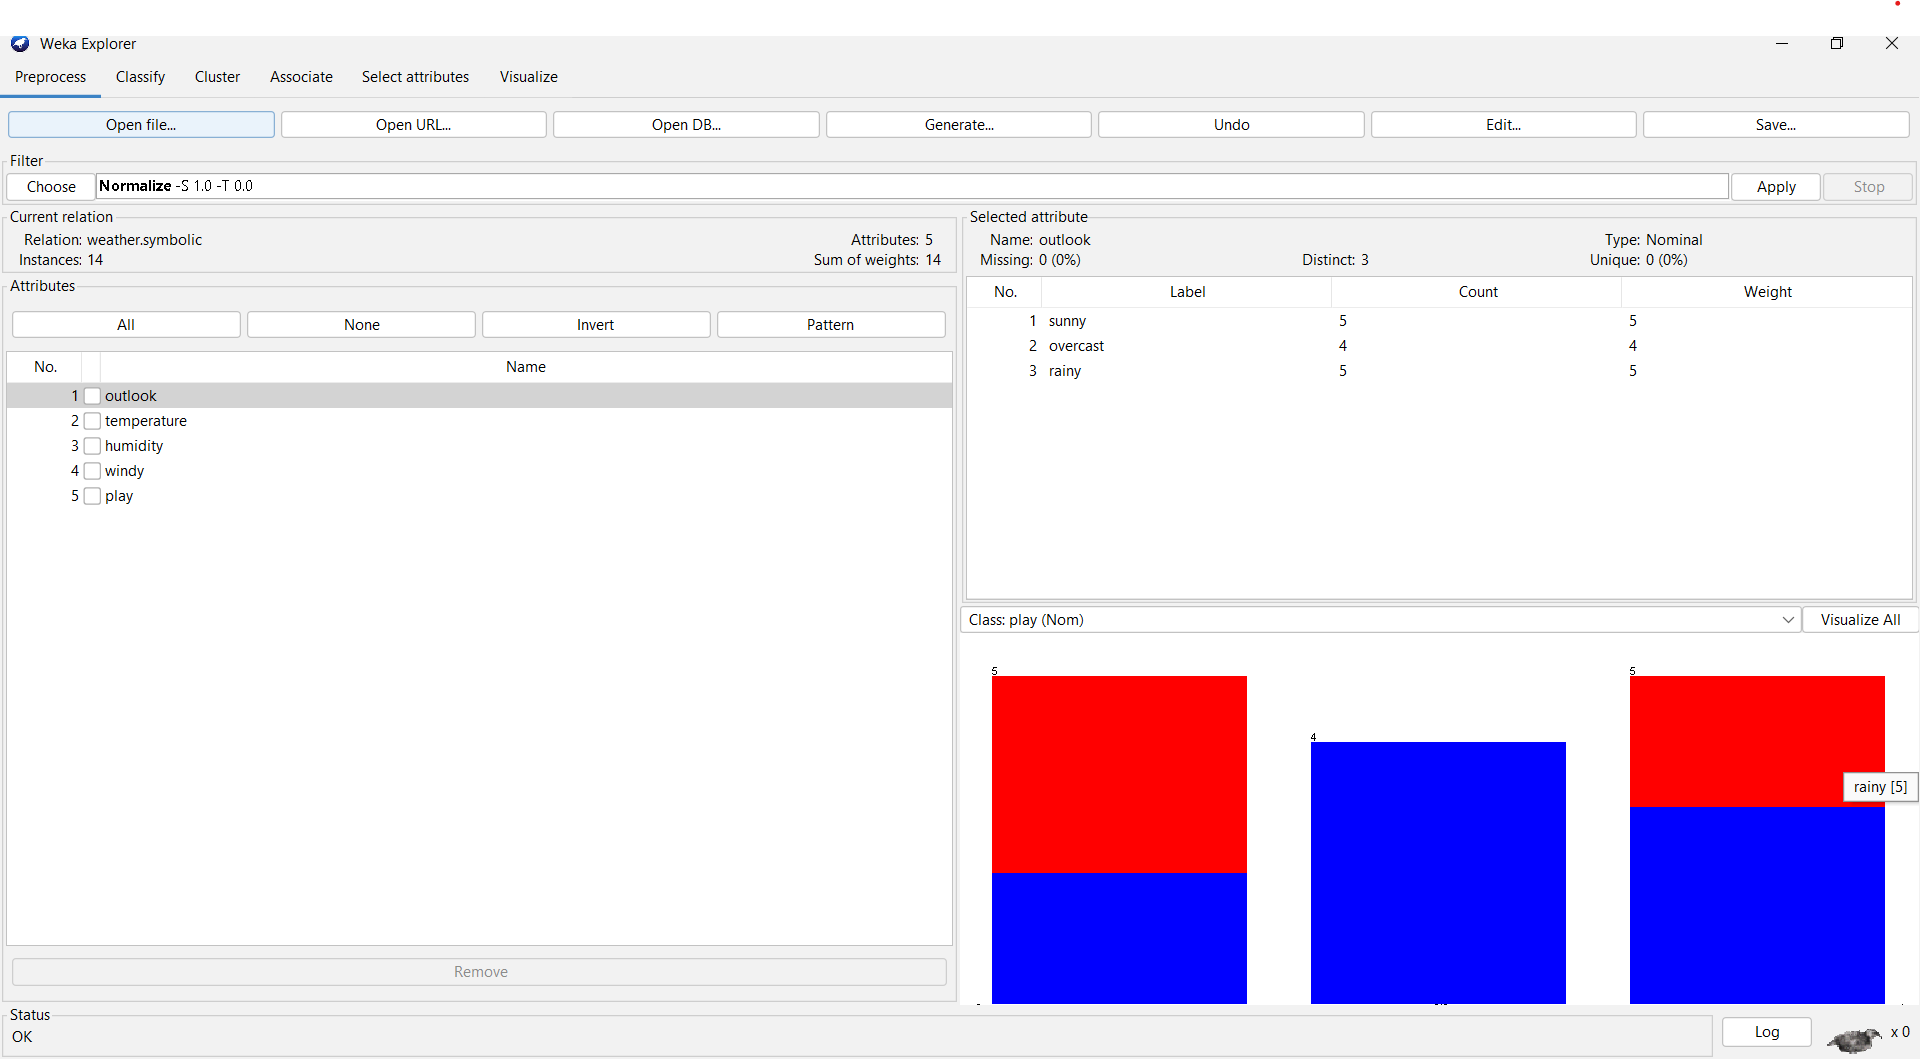 Weka Explorer
Preprocess Classify Cluster Associate Select attributes Visualize
Open file... Open URL... Open DB... Generate... Undo Edit... Save...
Filter
Choose Normalize -S 1.0 -T 0.0 Apply Stop
Current relation
Relation: weather.symbolic Attributes: 5
Instances: 14 Sum of weights: 14
Attributes
All None Invert Pattern
No. Name
1 outlook
2 temperature
3 humidity
4 windy
5 play
Remove
Selected attribute
Name: outlook Type: Nominal
Missing: 0 (0%) Distinct: 3 Unique: 0 (0%)
No. Label Count Weight
1 sunny 5 5
2 overcast 4 4
3 rainy 5 5
Class: play (Nom) Visualize All
5 5
4
rainy [5]
Status
OK
Log x 0